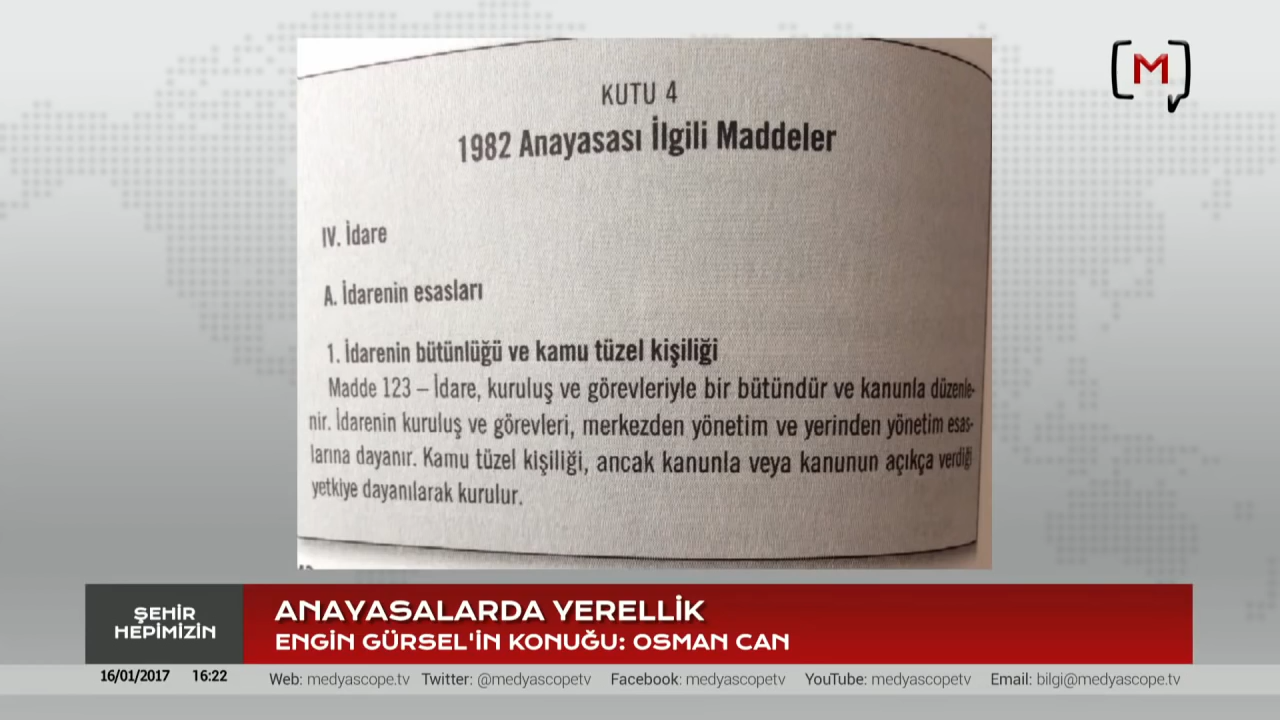 [M]
KUTU 4
1982 Anayasası İlgili Maddeler
IV. İdare
A. İdarenin esasları
1. İdarenin bütünlüğü ve kamu tüzel kişiliği
Madde 123 – İdare, kuruluş ve görevleriyle bir bütündür ve kanunla düzenle-
nir. İdarenin kuruluş ve görevleri, merkezden yönetim ve yerinden yönetim esas-
larına dayanır. Kamu tüzel kişiliği, ancak kanunla veya kanunun açıkça verdiği
yetkiye dayanılarak kurulur.
ŞEHİR
HEPİMİZİN
ANAYASALARDA YERELLİK
ENGİN GÜRSEL'İN KONUĞU: OSMAN CAN
16/01/2017 16:22 Web: medyascope.tv Twitter: @medyascopetv Facebook: medyascopetv YouTube: medyascopetv Email: bilgi@medyascope.tv